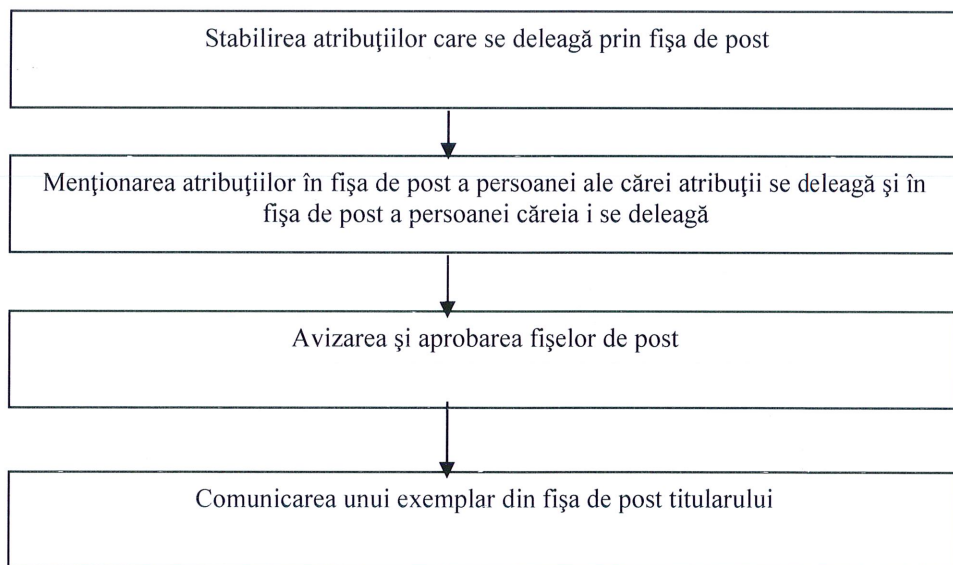 Stabilirea atribuţiilor care se deleagă prin fişa de post
Menţionarea atribuţiilor în fişa de post a persoanei ale cărei atribuţii se deleagă şi în
fişa de post a persoanei căreia i se deleagă
Avizarea şi aprobarea fişelor de post
Comunicarea unui exemplar din fişa de post titularului